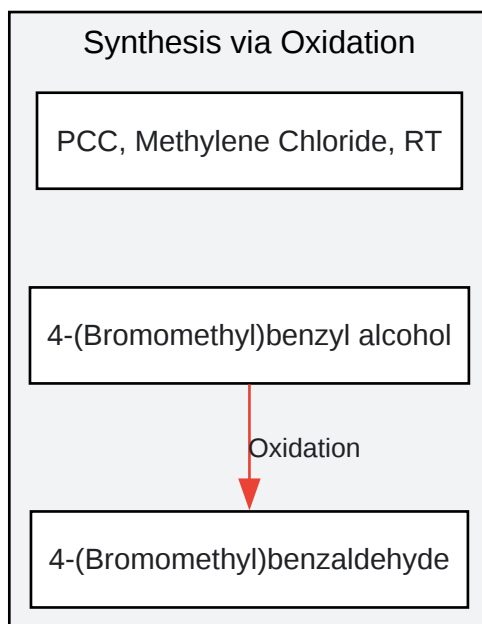 Synthesis via Oxidation
PCC, Methylene Chloride, RT
4-(Bromomethyl)benzyl alcohol
Oxidation
4-(Bromomethyl)benzaldehyde